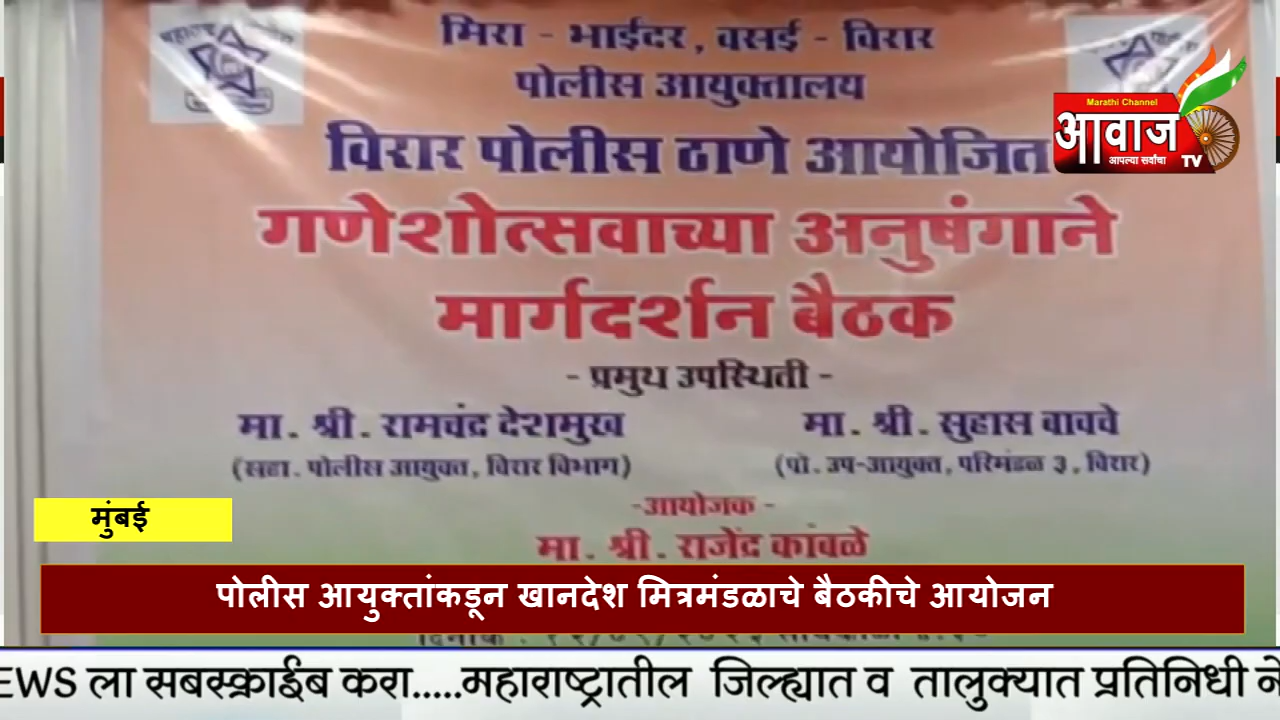 मिरा - भाईंदर, वसई - विरार
पोलीस आयुक्तालय
Marathi Channel
आवाज
आपल्या सर्वांचा
TV
विरार पोलीस ठाणे आयोजित
गणेशोत्सवाच्या अनुषंगाने
मार्गदर्शन बैठक
- प्रमुख उपस्थिती -
मा. श्री. रामचंद्र देशमुख
मा. श्री. सुहास बावचे
(सहा. पोलीस आयुक्त, विरार विभाग)
(पो. उप-आयुक्त, परिमंडळ ३, विरार)
-आयोजक -
मा. श्री. राजेंद्र कांबळे
मुंबई
पोलीस आयुक्तांकडून खानदेश मित्रमंडळाचे बैठकीचे आयोजन
EWS ला सबस्क्राईब करा.....महाराष्ट्रातील जिल्ह्यात व तालुक्यात प्रतिनिधी ने